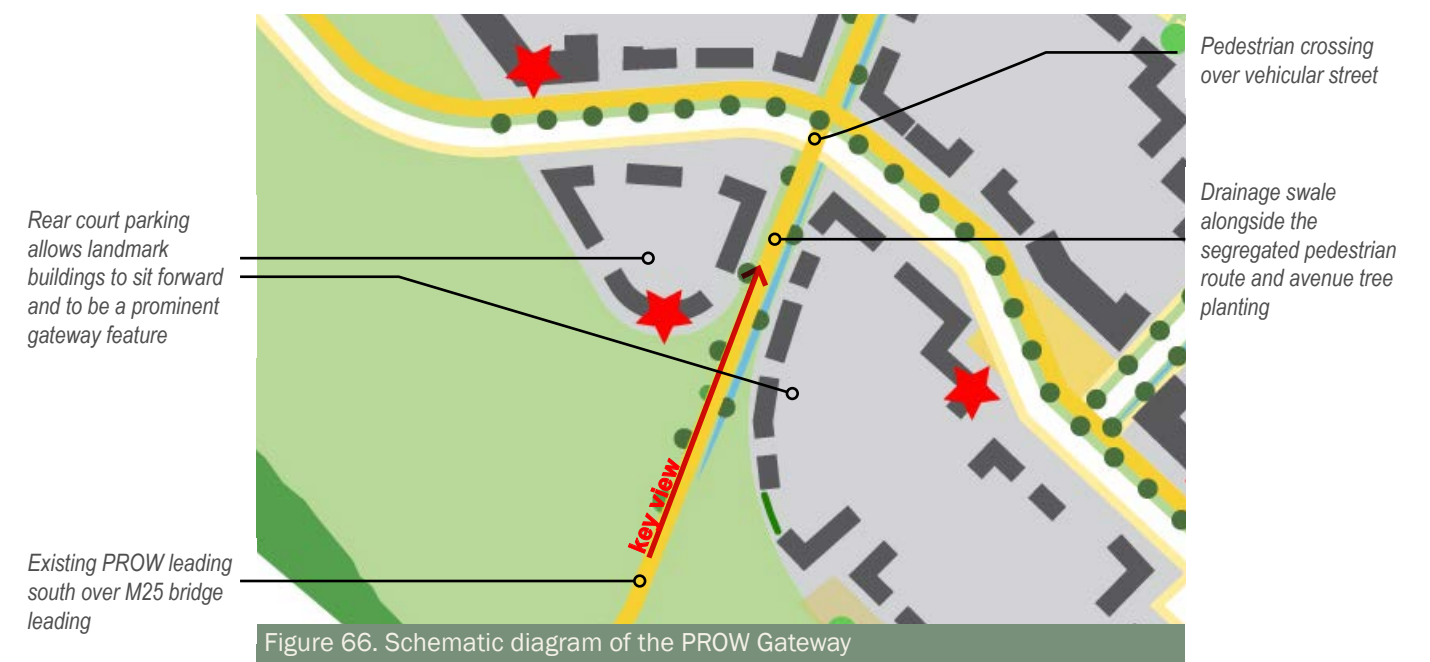 Pedestrian crossing
over vehicular street
Drainage swale
alongside the
segregated pedestrian
route and avenue tree
planting
Rear court parking
allows landmark
buildings to sit forward
and to be a prominent
gateway feature
key view
Existing PROW leading
south over M25 bridge
leading
Figure 66. Schematic diagram of the PROW Gateway